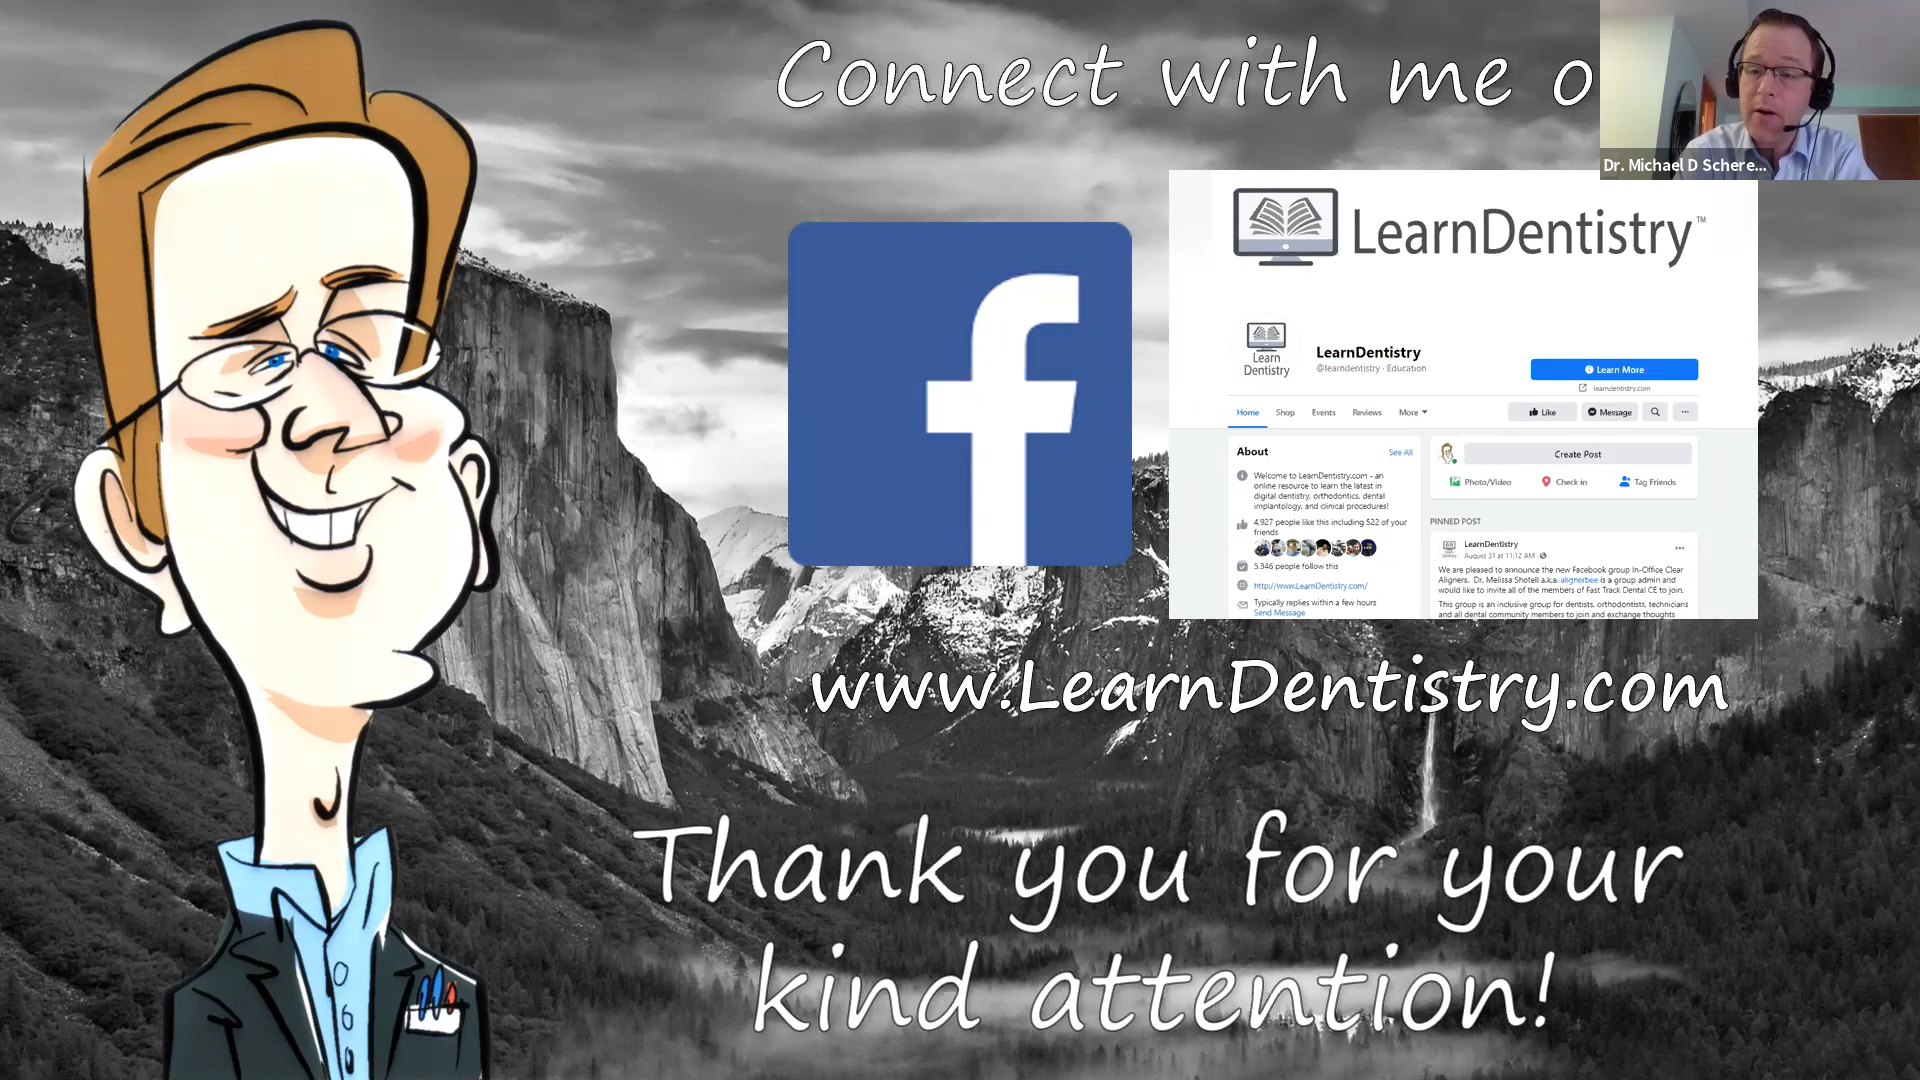 Connect with me o
Dr. Michael D Schere...
LearnDentistry™
Learn
Dentistry
LearnDentistry
@learndentistry · Education
Learn More
learndentistry.com
Home Shop Events Reviews More
Like Message ...
About See All
Welcome to LearnDentistry.com - an
online resource to learn the latest in
digital dentistry, orthodontics, dental
implantology, and clinical procedures!
4,927 people like this including 522 of your
friends
5,346 people follow this
http://www.LearnDentistry.com/
Typically replies within a few hours
Send Message
Create Post
Photo/Video Check in Tag Friends
PINNED POST
LearnDentistry
August 31 at 11:12 AM ·
We are pleased to announce the new Facebook group In-Office Clear
Aligners. Dr. Melissa Shotell a.k.a. alignerbee is a group admin and
would like to invite all of the members of Fast Track Dental CE to join.
This group is an inclusive group for dentists, orthodontists, technicians
and all dental community members to join and exchange thoughts
www.LearnDentistry.com
Thank you for your
kind attention!